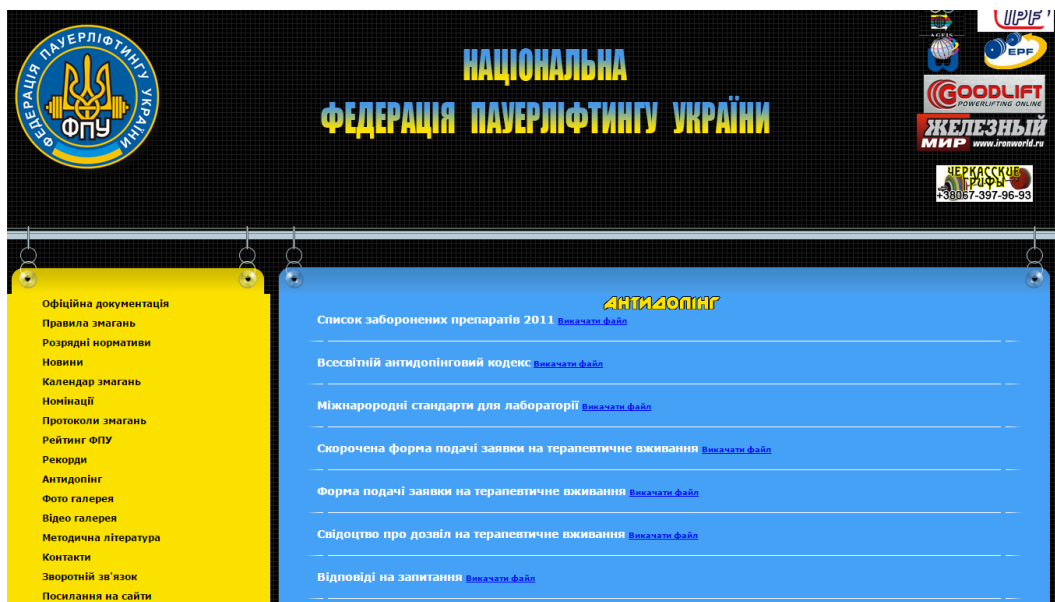 ФЕДЕРАЦІЯ ПАУЕРЛІФТИНГУ УКРАЇНИ
ФПУ
НАЦІОНАЛЬНА
ФЕДЕРАЦІЯ ПАУЕРЛІФТИНГУ УКРАЇНИ
IPF
EPF
GOODLIFT
POWERLIFTING ONLINE
ЖЕЛЕЗНЫЙ
МИР www.ironworld.ru
ЧЕРКАССКИЕ
ГРИФЫ
+38067-397-96-93
Офіційна документація
Правила змагань
Розрядні нормативи
Новини
Календар змагань
Номінації
Протоколи змагань
Рейтинг ФПУ
Рекорди
Антидопінг
Фото галерея
Відео галерея
Методична література
Контакти
Зворотній зв'язок
Посилання на сайти
АНТИДОПІНГ
Список заборонених препаратів 2011 Викачати файл
Всесвітній антидопінговий кодекс Викачати файл
Міжнарородні стандарти для лабораторії Викачати файл
Скорочена форма подачі заявки на терапевтичне вживання Викачати файл
Форма подачі заявки на терапевтичне вживання Викачати файл
Свідоцтво про дозвіл на терапевтичне вживання Викачати файл
Відповіді на запитання Викачати файл